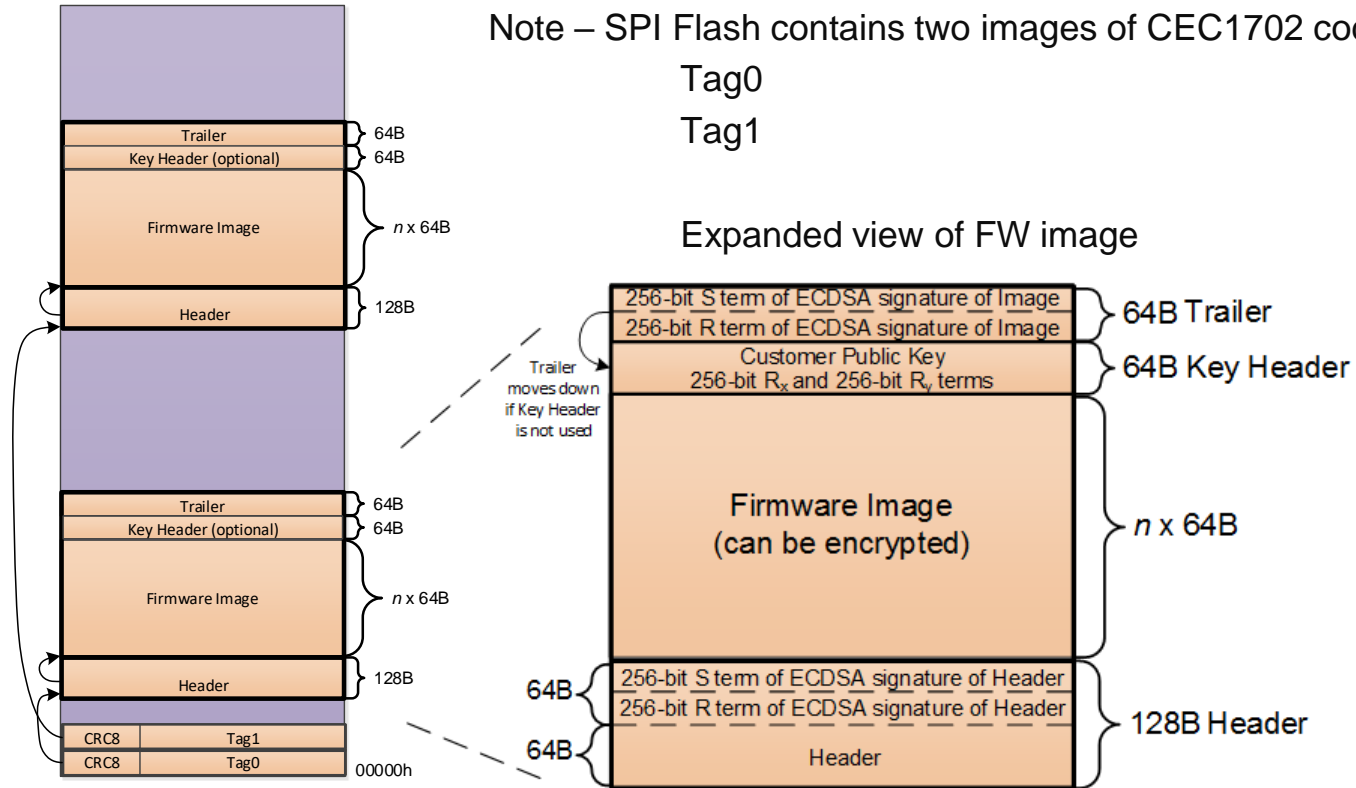 Note – SPI Flash contains two images of CEC1702 co
Tag0
Tag1
Trailer
64B
Key Header (optional)
64B
Firmware Image
n x 64B
Header
128B
Trailer
64B
Key Header (optional)
64B
Firmware Image
n x 64B
Header
128B
CRC8
Tag1
CRC8
Tag0
00000h
Expanded view of FW image
256-bit S term of ECDSA signature of Image
256-bit R term of ECDSA signature of Image
64B Trailer
Trailer
moves down
if Key Header
is not used
Customer Public Key
256-bit Rx and 256-bit Ry terms
64B Key Header
Firmware Image
(can be encrypted)
n x 64B
64B
256-bit S term of ECDSA signature of Header
256-bit R term of ECDSA signature of Header
64B
Header
128B Header